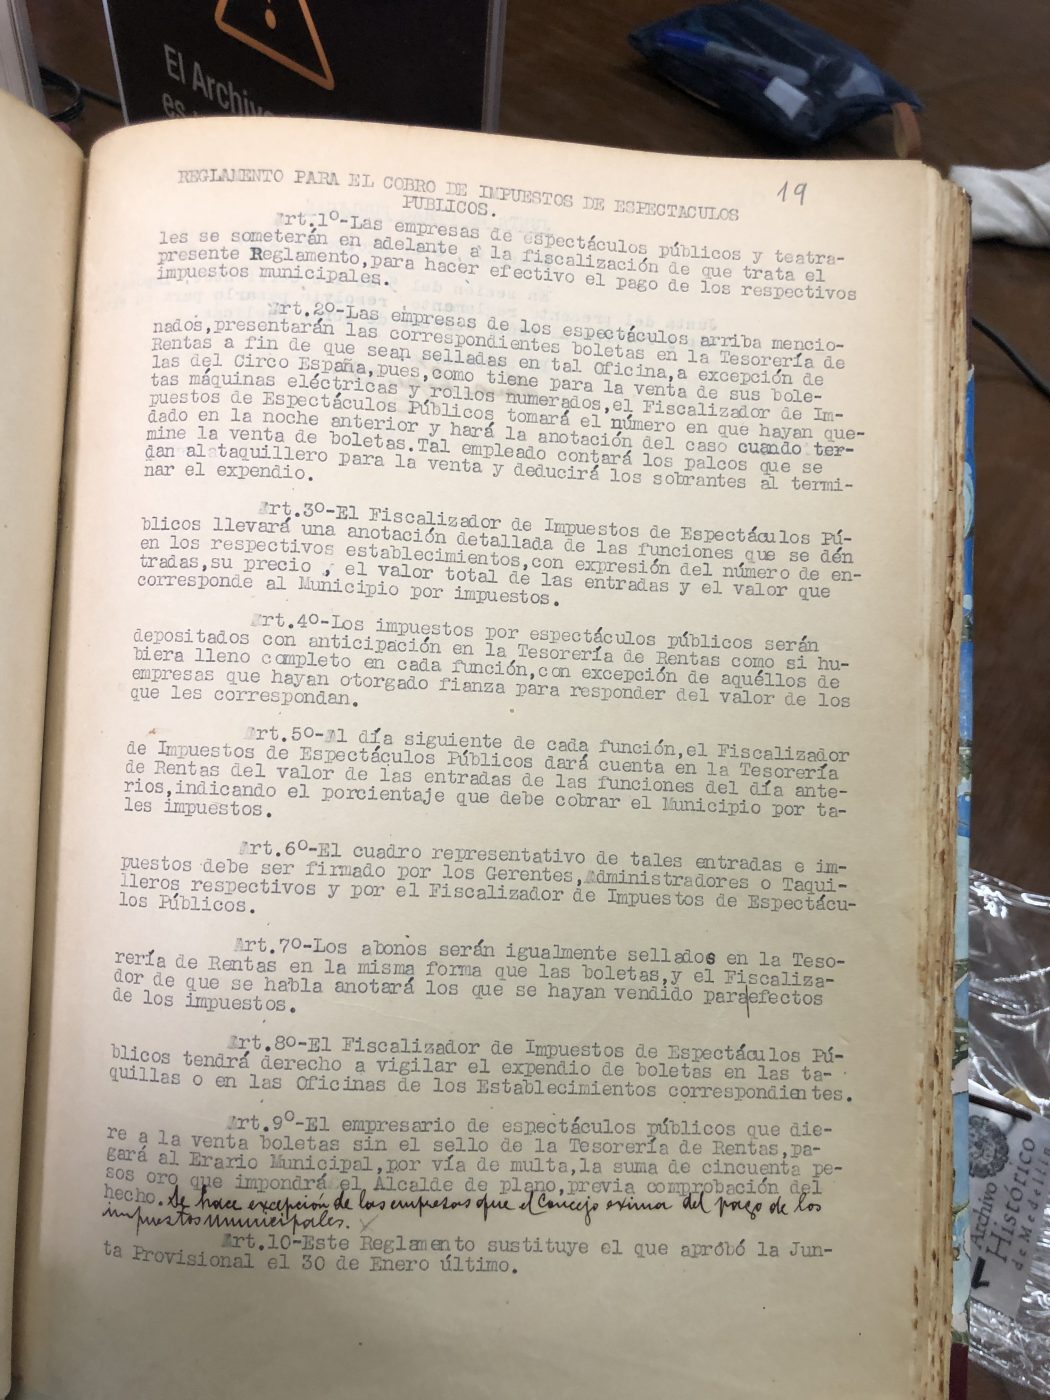 El Archivo
es
19
REGLAMENTO PARA EL COBRO DE IMPUESTOS DE ESPECTACULOS
PUBLICOS.
Art.1º-Las empresas de espectáculos públicos y teatra-
les se someterán en adelante a la fiscalización de que trata el
presente Reglamento,para hacer efectivo el pago de los respectivos
impuestos municipales.
Art.2º-Las empresas de los espectáculos arriba mencio-
nados,presentarán las correspondientes boletas en la Tesorería de
Rentas a fin de que sean selladas en tal Oficina,a excepción de
las del Circo España,pues,como tiene para la venta de sus bole-
tas máquinas eléctricas y rollos numerados,el Fiscalizador de Im-
puestos de Espectáculos Públicos tomará el número en que hayan que-
dado en la noche anterior y hará la anotación del caso cuando ter-
mine la venta de boletas.Tal empleado contará los palcos que se
dan al taquillero para la venta y deducirá los sobrantes al termi-
nar el expendio.
Art.3º-El Fiscalizador de Impuestos de Espectáculos Pú-
blicos llevará una anotación detallada de las funciones que se dén
en los respectivos establecimientos,con expresión del número de en-
tradas,su precio , el valor total de las entradas y el valor que
corresponde al Municipio por impuestos.
Art.4º-Los impuestos por espectáculos públicos serán
depositados con anticipación en la Tesorería de Rentas como si hu-
biera lleno completo en cada función,con excepción de aquéllos de
empresas que hayan otorgado fianza para responder del valor de los
que les correspondan.
Art.5º-Al día siguiente de cada función,el Fiscalizador
de Impuestos de Espectáculos Públicos dará cuenta en la Tesorería
de Rentas del valor de las entradas de las funciones del día ante-
rios,indicando el porcientaje que debe cobrar el Municipio por ta-
les impuestos.
Art.6º-El cuadro representativo de tales entradas e im-
puestos debe ser firmado por los Gerentes,Administradores o Taqui-
lleros respectivos y por el Fiscalizador de Impuestos de Espectácu-
los Públicos.
Art.7º-Los abonos serán igualmente sellados en la Teso-
rería de Rentas en la misma forma que las boletas,y el Fiscaliza-
dor de que se habla anotará los que se hayan vendido para|efectos
de los impuestos.
Art.8º-El Fiscalizador de Impuestos de Espectáculos Pú-
blicos tendrá derecho a vigilar el expendio de boletas en las ta-
quillas o en las Oficinas de los Establecimientos correspondientes.
Art.9º-El empresario de espectáculos públicos que die-
re a la venta boletas sin el sello de la Tesorería de Rentas,pa-
gará al Erario Municipal,por vía de multa,la suma de cincuenta pe-
sos oro que impondrá el Alcalde de plano,previa comprobación del
hecho. Se hace excepción de las empresas que el Concejo exima del pago de los
impuestos municipales.
Art.10-Este Reglamento sustituye el que apróbó la Jun-
ta Provisional el 30 de Enero último.
Archivo
Histórico
de Medellín